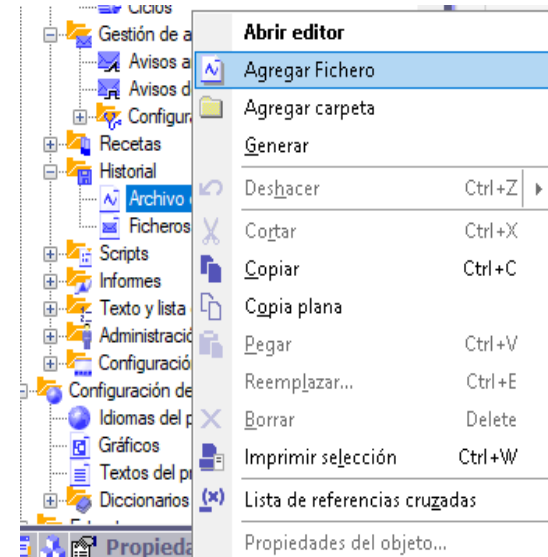 Ciclos
Gestión de a
Avisos a
Avisos d
Configur
Recetas
Historial
Archivo
Ficheros
Scripts
Informes
Texto y lista
Administració
Configuració
Configuración de
Idiomas del p
Gráficos
Textos del pr
Diccionarios
Propieda
Abrir editor
Agregar Fichero
Agregar carpeta
Generar
Deshacer Ctrl+Z
Cortar Ctrl+X
Copiar Ctrl+C
Copia plana
Pegar Ctrl+V
Reemplazar... Ctrl+E
Borrar Delete
Imprimir selección Ctrl+W
Lista de referencias cruzadas
Propiedades del objeto...